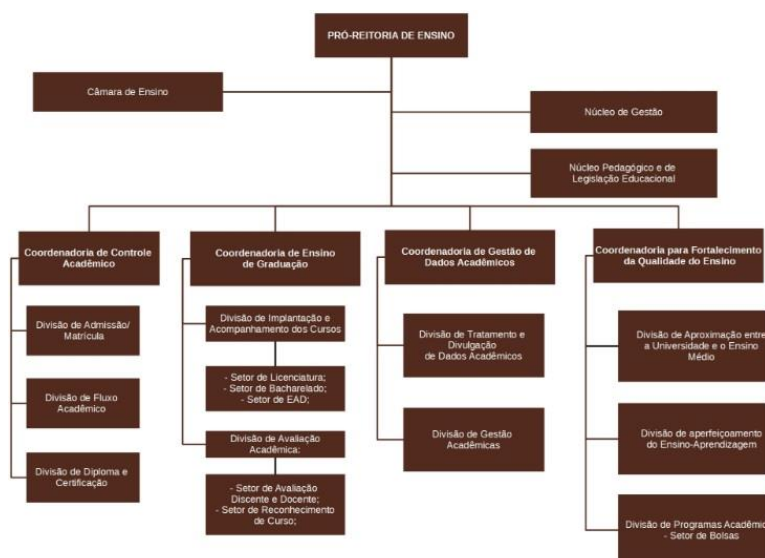 PRÓ-REITORIA DE ENSINO
Câmara de Ensino
Núcleo de Gestão
Núcleo Pedagógico e de
Legislação Educacional
Coordenadoria de Controle
Acadêmico
Divisão de Admissão/
Matrícula
Divisão de Fluxo
Acadêmico
Divisão de Diploma e
Certificação
Coordenadoria de Ensino
de Graduação
Divisão de Implantação e
Acompanhamento dos Cursos
- Setor de Licenciatura;
- Setor de Bacharelado;
- Setor de EAD;
Divisão de Avaliação
Acadêmica:
- Setor de Avaliação
Discente e Docente;
- Setor de Reconhecimento
de Curso;
Coordenadoria de Gestão de
Dados Acadêmicos
Divisão de Tratamento e
Divulgação
de Dados Acadêmicos
Divisão de Gestão
Acadêmicas
Coordenadoria para Fortalecimento
da Qualidade do Ensino
Divisão de Aproximação entre
a Universidade e o Ensino
Médio
Divisão de aperfeiçoamento
do Ensino-Aprendizagem
Divisão de Programas Acadêmic
- Setor de Bolsas